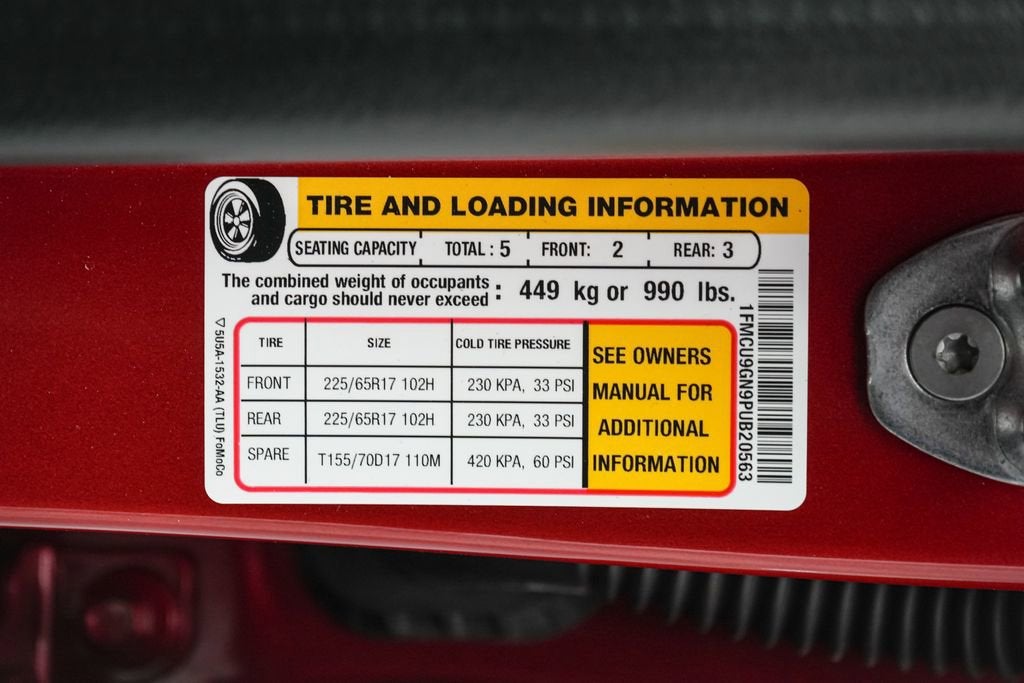 TIRE AND LOADING INFORMATION
SEATING CAPACITY TOTAL: 5 FRONT: 2 REAR: 3
The combined weight of occupants
and cargo should never exceed : 449 kg or 990 lbs.
TIRE SIZE COLD TIRE PRESSURE
FRONT 225/65R17 102H 230 KPA, 33 PSI
REAR 225/65R17 102H 230 KPA, 33 PSI
SPARE T155/70D17 110M 420 KPA, 60 PSI
SEE OWNERS
MANUAL FOR
ADDITIONAL
INFORMATION
▽5U5A-1532-AA (TLU) FoMoCo
1FMCU9GN9PUB20563